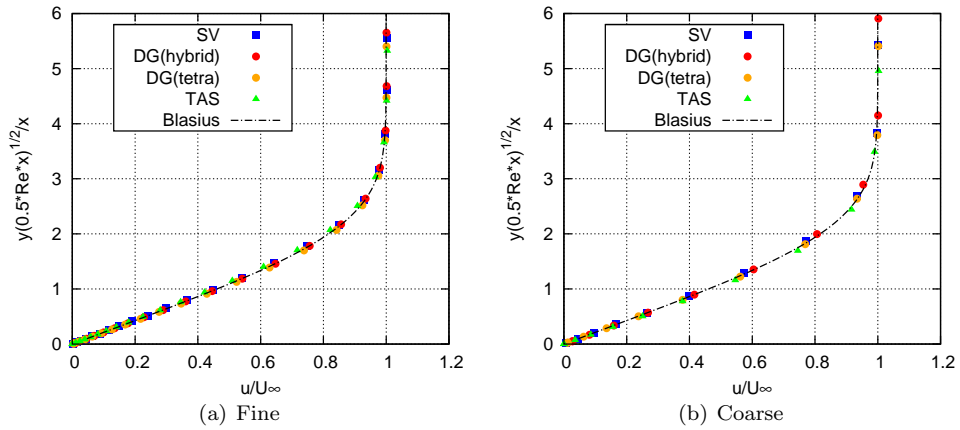 6
5
4
3
2
1
0
0
0.2
0.4
0.6
0.8
1
1.2
y(0.5*Re*x)^1/2/x
u/U∞
SV
DG(hybrid)
DG(tetra)
TAS
Blasius
(a) Fine
6
5
4
3
2
1
0
0
0.2
0.4
0.6
0.8
1
1.2
y(0.5*Re*x)^1/2/x
u/U∞
SV
DG(hybrid)
DG(tetra)
TAS
Blasius
(b) Coarse